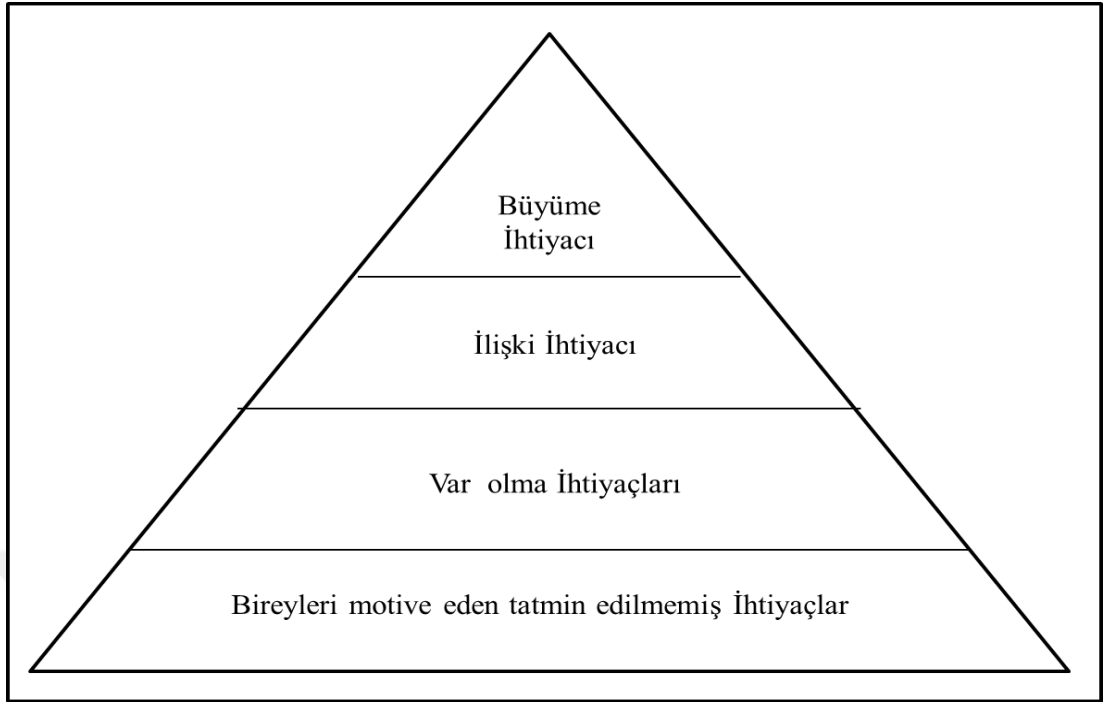 Büyüme
İhtiyacı
İlişki İhtiyacı
Var olma İhtiyaçları
Bireyleri motive eden tatmin edilmemiş İhtiyaçlar